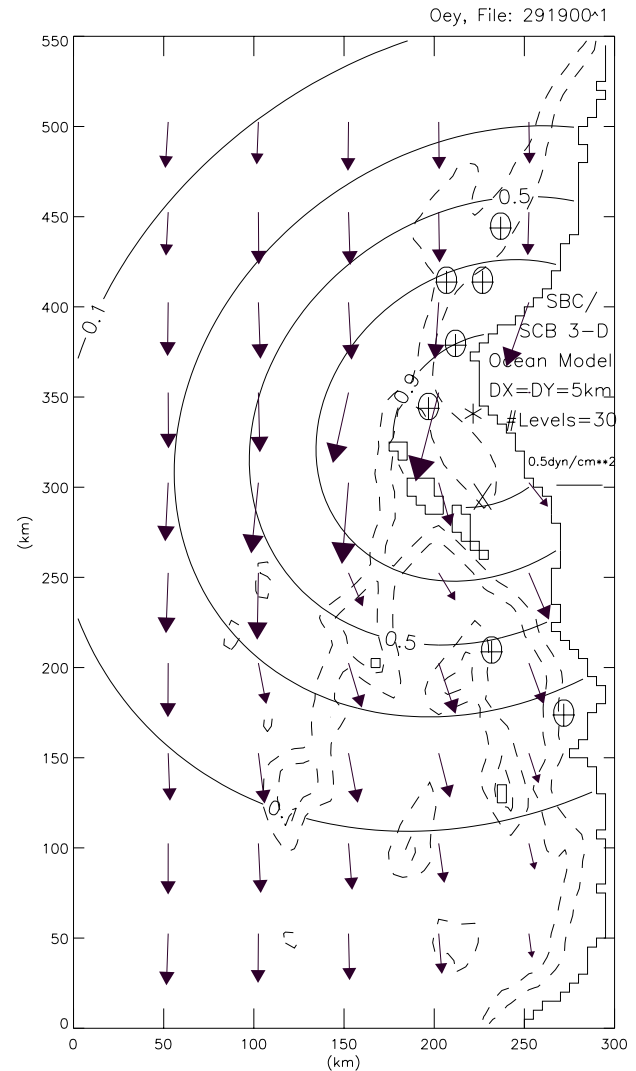 Oey, File: 291900^1
550
500
450
400
350
300
250
200
150
100
50
0
(km)
0.1
0.5
0.9
SBC/
SCB 3-D
Ocean Model
DX=DY=5km
#Levels=30
0.5dyn/cm**2
0.5
0.1
0 50 100 150 200 250 300
(km)